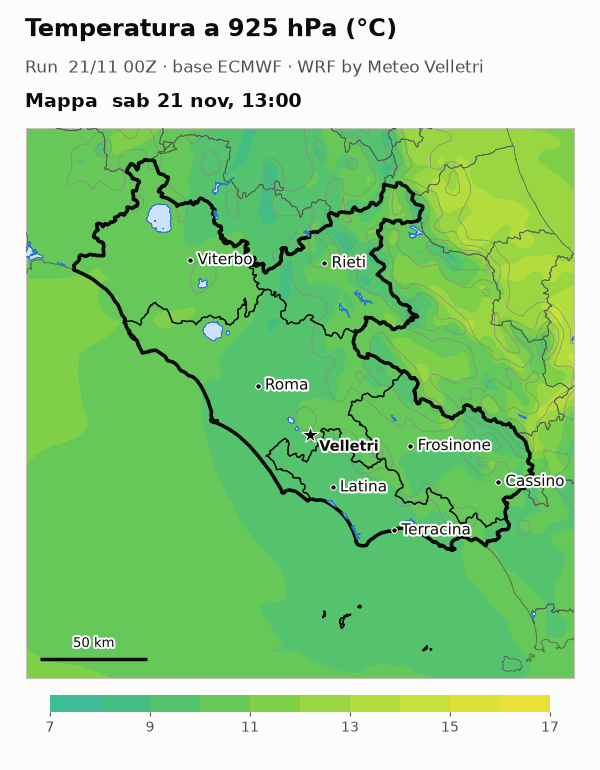 Temperatura a 925 hPa (°C)
Run  21/11 00Z · base ECMWF · WRF by Meteo Velletri
Mappa  sab 21 nov, 13:00
Viterbo
Rieti
Roma
Velletri
Frosinone
Cassino
Latina
Terracina
50 km
7 9 11 13 15 17